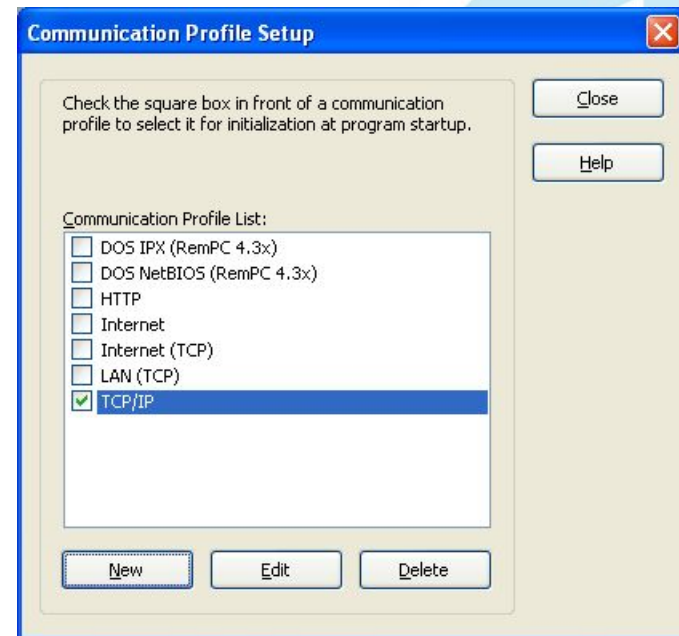 Communication Profile Setup
Check the square box in front of a communication
profile to select it for initialization at program startup.
Close
Help
Communication Profile List:
DOS IPX (RemPC 4.3x)
DOS NetBIOS (RemPC 4.3x)
HTTP
Internet
Internet (TCP)
LAN (TCP)
TCP/IP
New Edit Delete